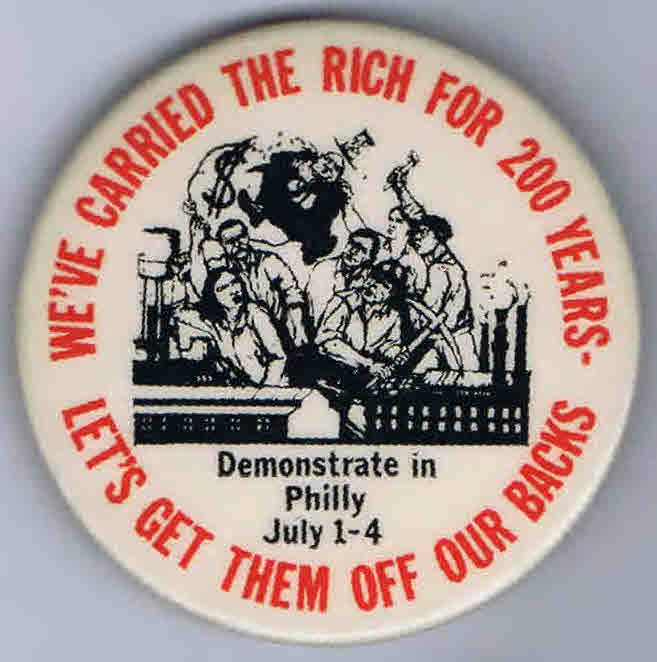 WE'VE CARRIED THE RICH FOR 200 YEARS-
$
Demonstrate in
Philly
July 1-4
LET'S GET THEM OFF OUR BACKS